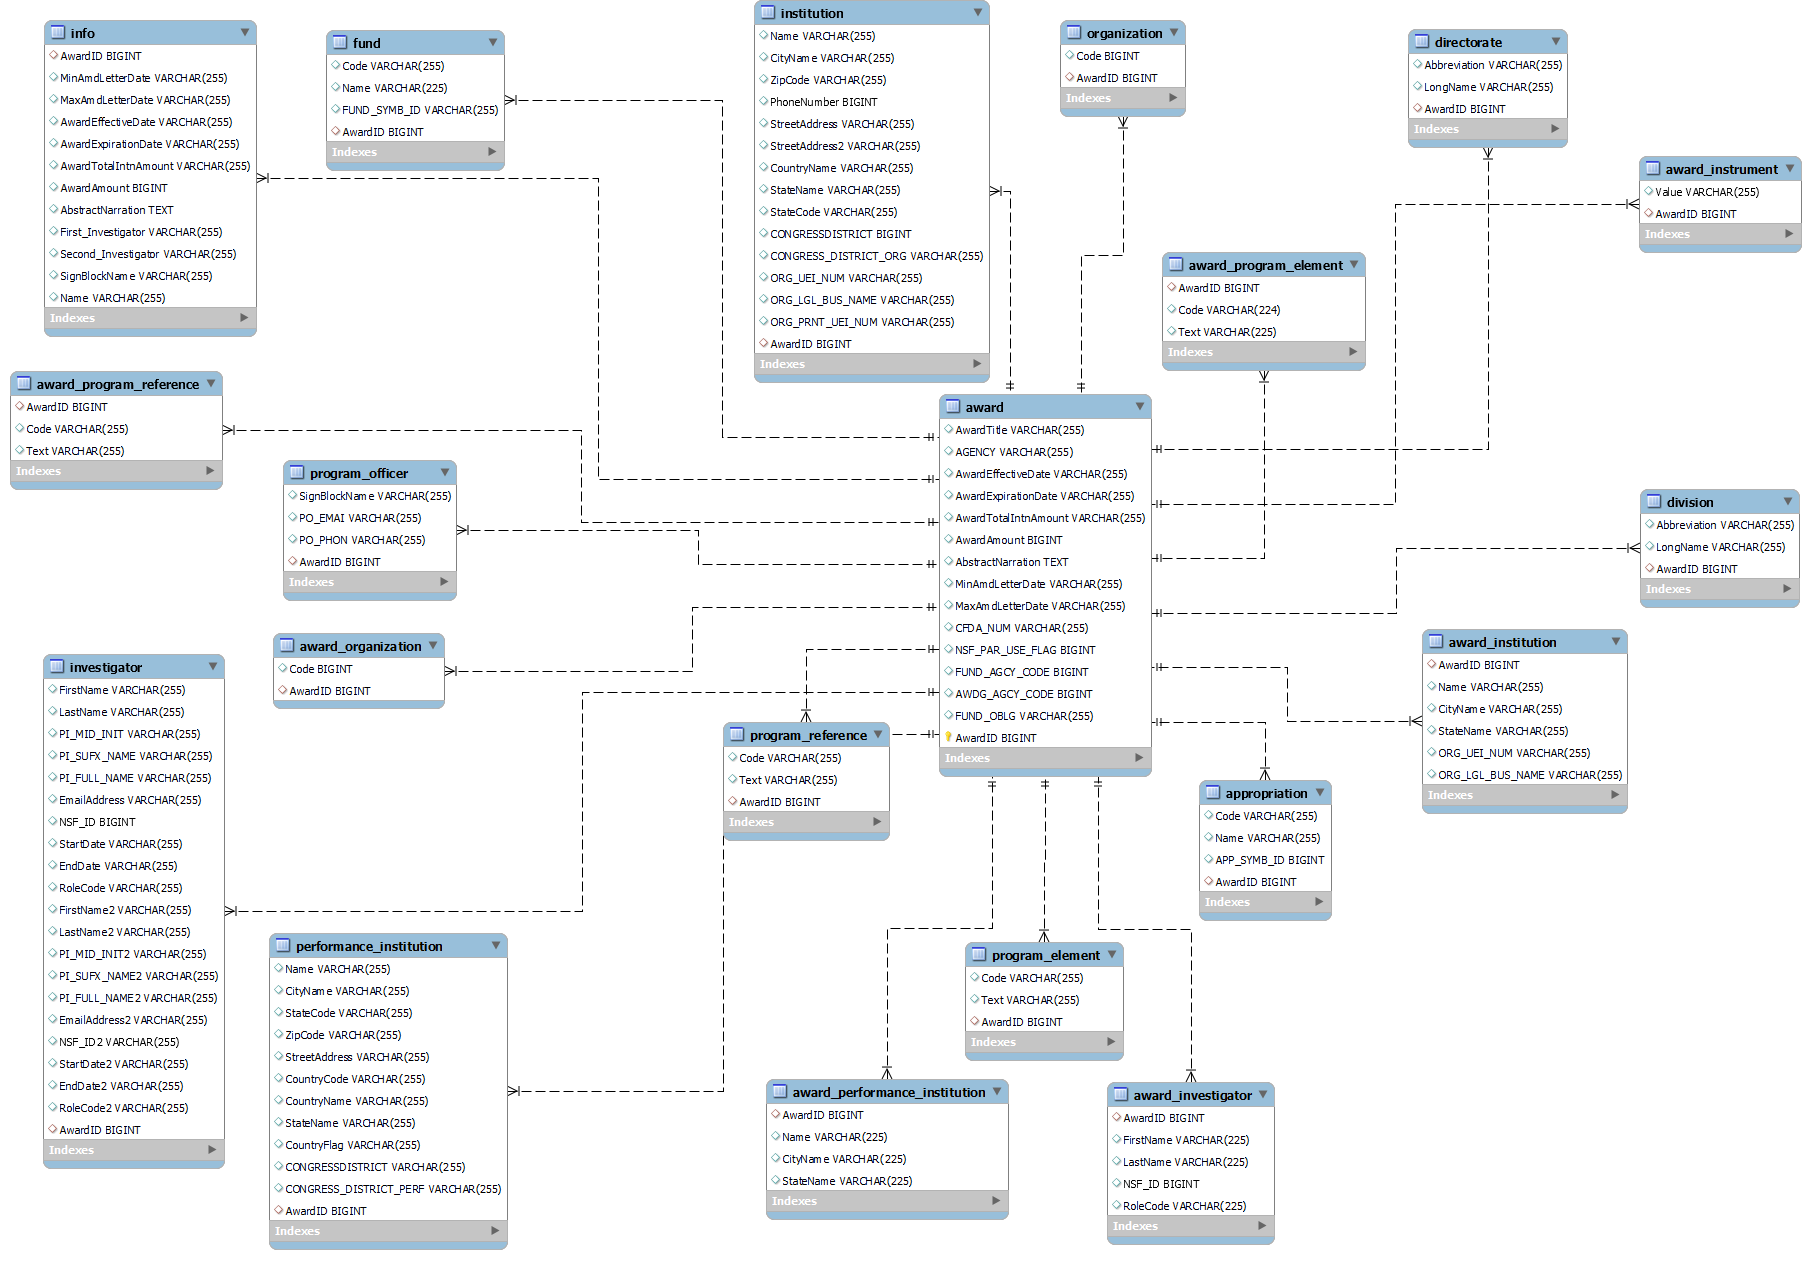 info
AwardID BIGINT
MinAmdLetterDate VARCHAR(255)
MaxAmdLetterDate VARCHAR(255)
AwardEffectiveDate VARCHAR(255)
AwardExpirationDate VARCHAR(255)
AwardTotalIntnAmount VARCHAR(255)
AwardAmount BIGINT
AbstractNarration TEXT
First_Investigator VARCHAR(255)
Second_Investigator VARCHAR(255)
SignBlockName VARCHAR(255)
Name VARCHAR(255)
Indexes
fund
Code VARCHAR(255)
Name VARCHAR(225)
FUND_SYMB_ID VARCHAR(255)
AwardID BIGINT
Indexes
institution
Name VARCHAR(255)
CityName VARCHAR(255)
ZipCode VARCHAR(255)
PhoneNumber BIGINT
StreetAddress VARCHAR(255)
StreetAddress2 VARCHAR(255)
CountryName VARCHAR(255)
StateName VARCHAR(255)
StateCode VARCHAR(255)
CONGRESSDISTRICT BIGINT
CONGRESS_DISTRICT_ORG VARCHAR(255)
ORG_UEI_NUM VARCHAR(255)
ORG_LGL_BUS_NAME VARCHAR(255)
ORG_PRNT_UEI_NUM VARCHAR(255)
AwardID BIGINT
Indexes
organization
Code BIGINT
AwardID BIGINT
Indexes
directorate
Abbreviation VARCHAR(255)
LongName VARCHAR(255)
AwardID BIGINT
Indexes
award_instrument
Value VARCHAR(255)
AwardID BIGINT
Indexes
award_program_element
AwardID BIGINT
Code VARCHAR(224)
Text VARCHAR(225)
Indexes
award_program_reference
AwardID BIGINT
Code VARCHAR(255)
Text VARCHAR(255)
Indexes
program_officer
SignBlockName VARCHAR(255)
PO_EMAI VARCHAR(255)
PO_PHON VARCHAR(255)
AwardID BIGINT
Indexes
award
AwardTitle VARCHAR(255)
AGENCY VARCHAR(255)
AwardEffectiveDate VARCHAR(255)
AwardExpirationDate VARCHAR(255)
AwardTotalIntnAmount VARCHAR(255)
AwardAmount BIGINT
AbstractNarration TEXT
MinAmdLetterDate VARCHAR(255)
MaxAmdLetterDate VARCHAR(255)
CFDA_NUM VARCHAR(255)
NSF_PAR_USE_FLAG BIGINT
FUND_AGCY_CODE BIGINT
AWDG_AGCY_CODE BIGINT
FUND_OBLG VARCHAR(255)
AwardID BIGINT
Indexes
division
Abbreviation VARCHAR(255)
LongName VARCHAR(255)
AwardID BIGINT
Indexes
award_organization
Code BIGINT
AwardID BIGINT
investigator
FirstName VARCHAR(255)
LastName VARCHAR(255)
PI_MID_INIT VARCHAR(255)
PI_SUFX_NAME VARCHAR(255)
PI_FULL_NAME VARCHAR(255)
EmailAddress VARCHAR(255)
NSF_ID BIGINT
StartDate VARCHAR(255)
EndDate VARCHAR(255)
RoleCode VARCHAR(255)
FirstName2 VARCHAR(255)
LastName2 VARCHAR(255)
PI_MID_INIT2 VARCHAR(255)
PI_SUFX_NAME2 VARCHAR(255)
PI_FULL_NAME2 VARCHAR(255)
EmailAddress2 VARCHAR(255)
NSF_ID2 VARCHAR(255)
StartDate2 VARCHAR(255)
EndDate2 VARCHAR(255)
RoleCode2 VARCHAR(255)
AwardID BIGINT
Indexes
award_institution
AwardID BIGINT
Name VARCHAR(255)
CityName VARCHAR(255)
StateName VARCHAR(255)
ORG_UEI_NUM VARCHAR(255)
ORG_LGL_BUS_NAME VARCHAR(255)
Indexes
program_reference
Code VARCHAR(255)
Text VARCHAR(255)
AwardID BIGINT
Indexes
appropriation
Code VARCHAR(255)
Name VARCHAR(255)
APP_SYMB_ID BIGINT
AwardID BIGINT
Indexes
performance_institution
Name VARCHAR(255)
CityName VARCHAR(255)
StateCode VARCHAR(255)
ZipCode VARCHAR(255)
StreetAddress VARCHAR(255)
CountryCode VARCHAR(255)
CountryName VARCHAR(255)
StateName VARCHAR(255)
CountryFlag VARCHAR(255)
CONGRESSDISTRICT VARCHAR(255)
CONGRESS_DISTRICT_PERF VARCHAR(255)
AwardID BIGINT
Indexes
program_element
Code VARCHAR(255)
Text VARCHAR(255)
AwardID BIGINT
Indexes
award_performance_institution
AwardID BIGINT
Name VARCHAR(225)
CityName VARCHAR(225)
StateName VARCHAR(225)
Indexes
award_investigator
AwardID BIGINT
FirstName VARCHAR(225)
LastName VARCHAR(225)
NSF_ID BIGINT
RoleCode VARCHAR(225)
Indexes